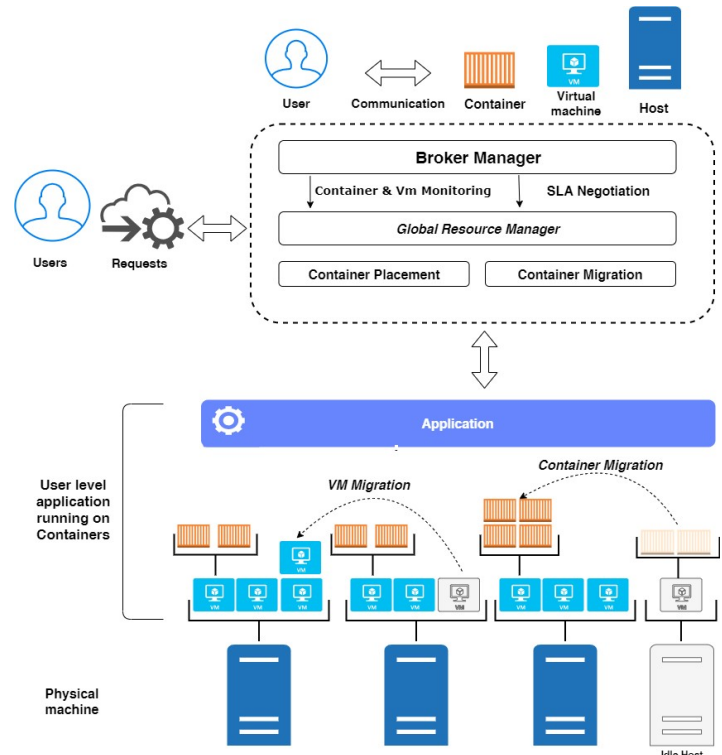 User
Communication
Container
Virtual
machine
Host
Broker Manager
Container & Vm Monitoring
SLA Negotiation
Global Resource Manager
Container Placement
Container Migration
Users
Requests
Application
User level
application
running on
Containers
VM Migration
Container Migration
VM
VM
VM
VM
VM
VM
VM
VM
VM
VM
VM
VM
Physical
machine
Idle Host